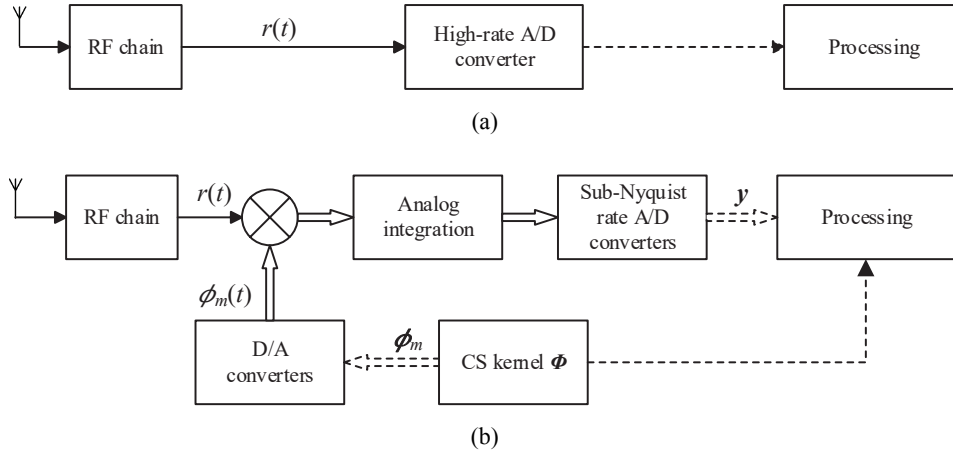 RF chain
r(t)
High-rate A/D
converter
Processing
(a)
RF chain
r(t)
Analog
integration
Sub-Nyquist
rate A/D
converters
y
Processing
ϕm(t)
D/A
converters
ϕm
CS kernel Φ
(b)